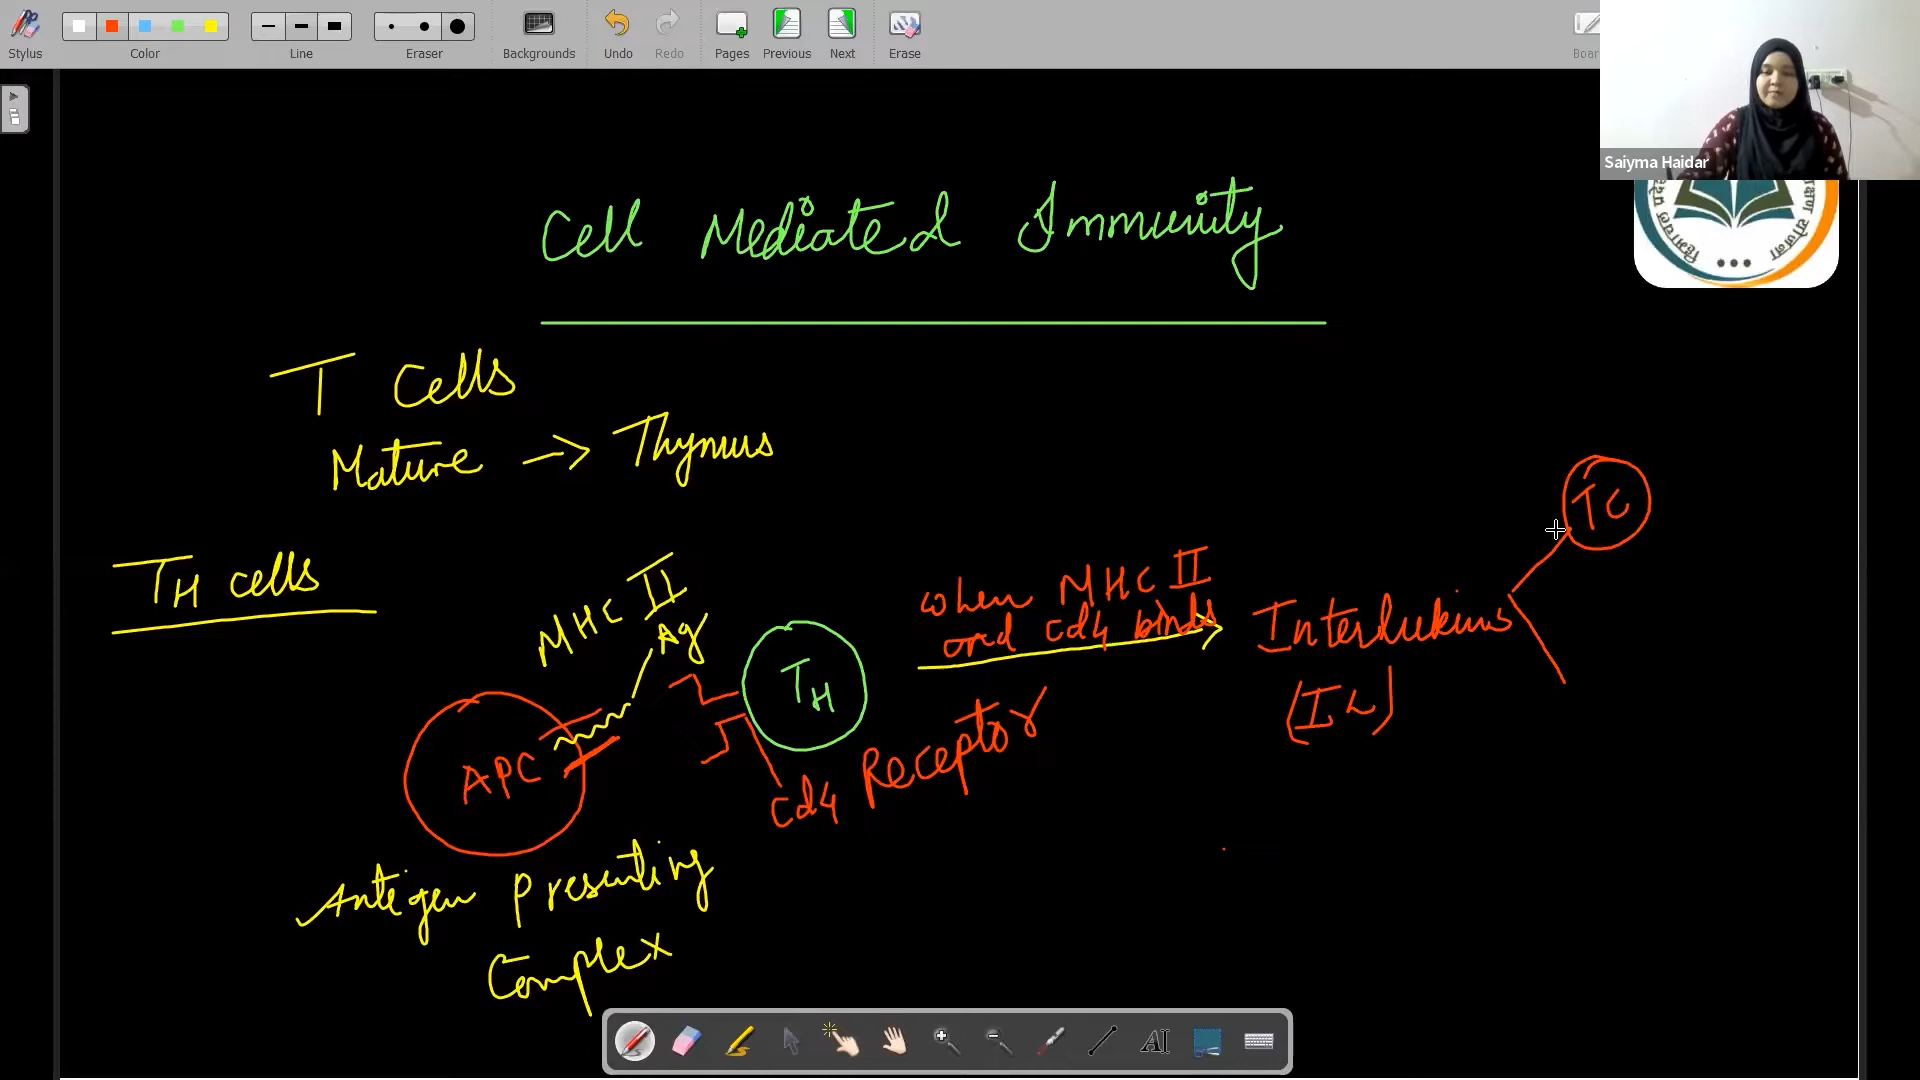 Stylus
Color
Line
Eraser
Backgrounds
Undo
Redo
Pages
Previous
Next
Erase
Saiyma Haidar
Cell Mediated Immunity
T Cells
Mature -> Thymus
TH cells
MHC II
Ag
TH
APC
Cd4 Receptor
Antigen Presenting
Complex
When MHC II
and Cd4 binds
Interlukins
(IL)
TC